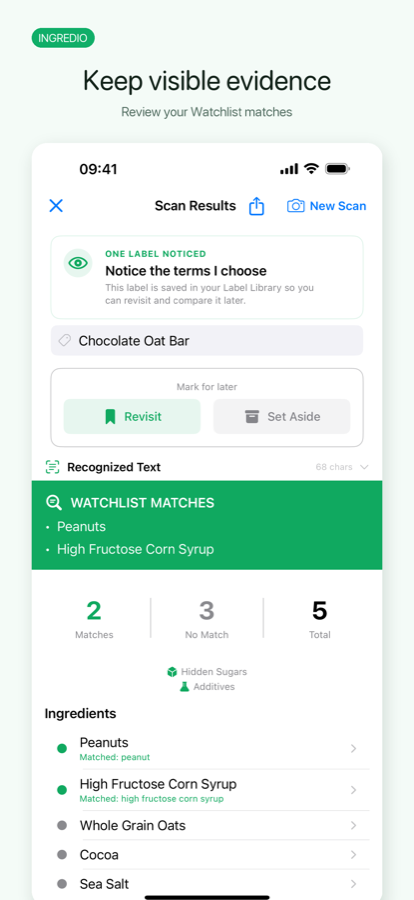 INGREDIO
Keep visible evidence
Review your Watchlist matches
09:41
Scan Results
New Scan
ONE LABEL NOTICED
Notice the terms I choose
This label is saved in your Label Library so you
can revisit and compare it later.
Chocolate Oat Bar
Mark for later
Revisit
Set Aside
Recognized Text
68 chars
WATCHLIST MATCHES
• Peanuts
• High Fructose Corn Syrup
2
Matches
3
No Match
5
Total
Hidden Sugars
Additives
Ingredients
Peanuts
Matched: peanut
High Fructose Corn Syrup
Matched: high fructose corn syrup
Whole Grain Oats
Cocoa
Sea Salt